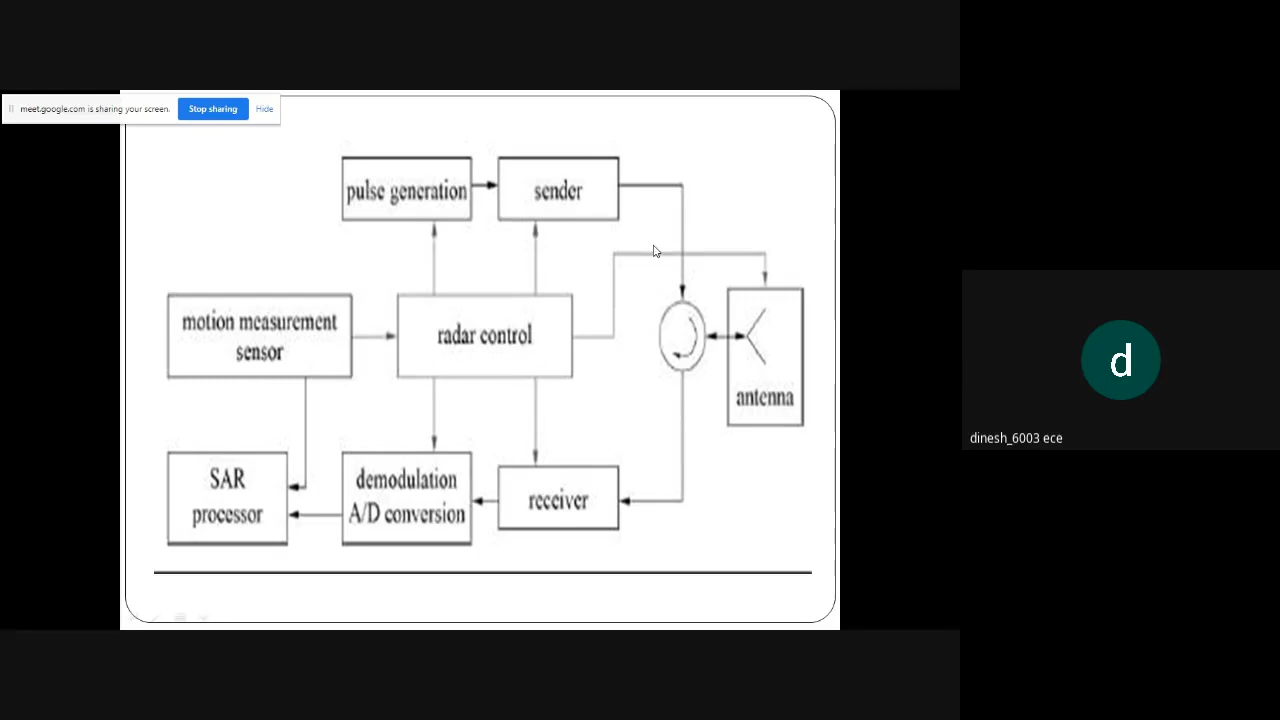 meet.google.com is sharing your screen.
Stop sharing
Hide
pulse generation
sender
motion measurement
sensor
radar control
antenna
SAR
processor
demodulation
A/D conversion
receiver
d
dinesh_6003 ece